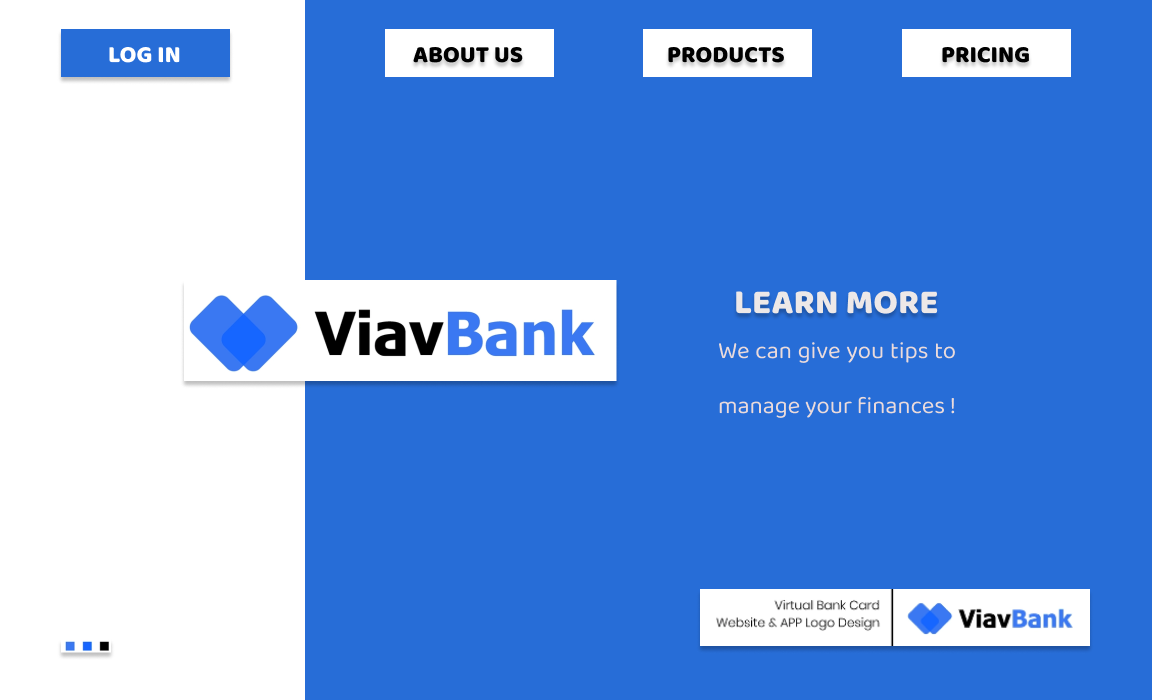 LOG IN
ABOUT US
PRODUCTS
PRICING
ViavBank
LEARN MORE
We can give you tips to
manage your finances !
Virtual Bank Card
Website & APP Logo Design
ViavBank